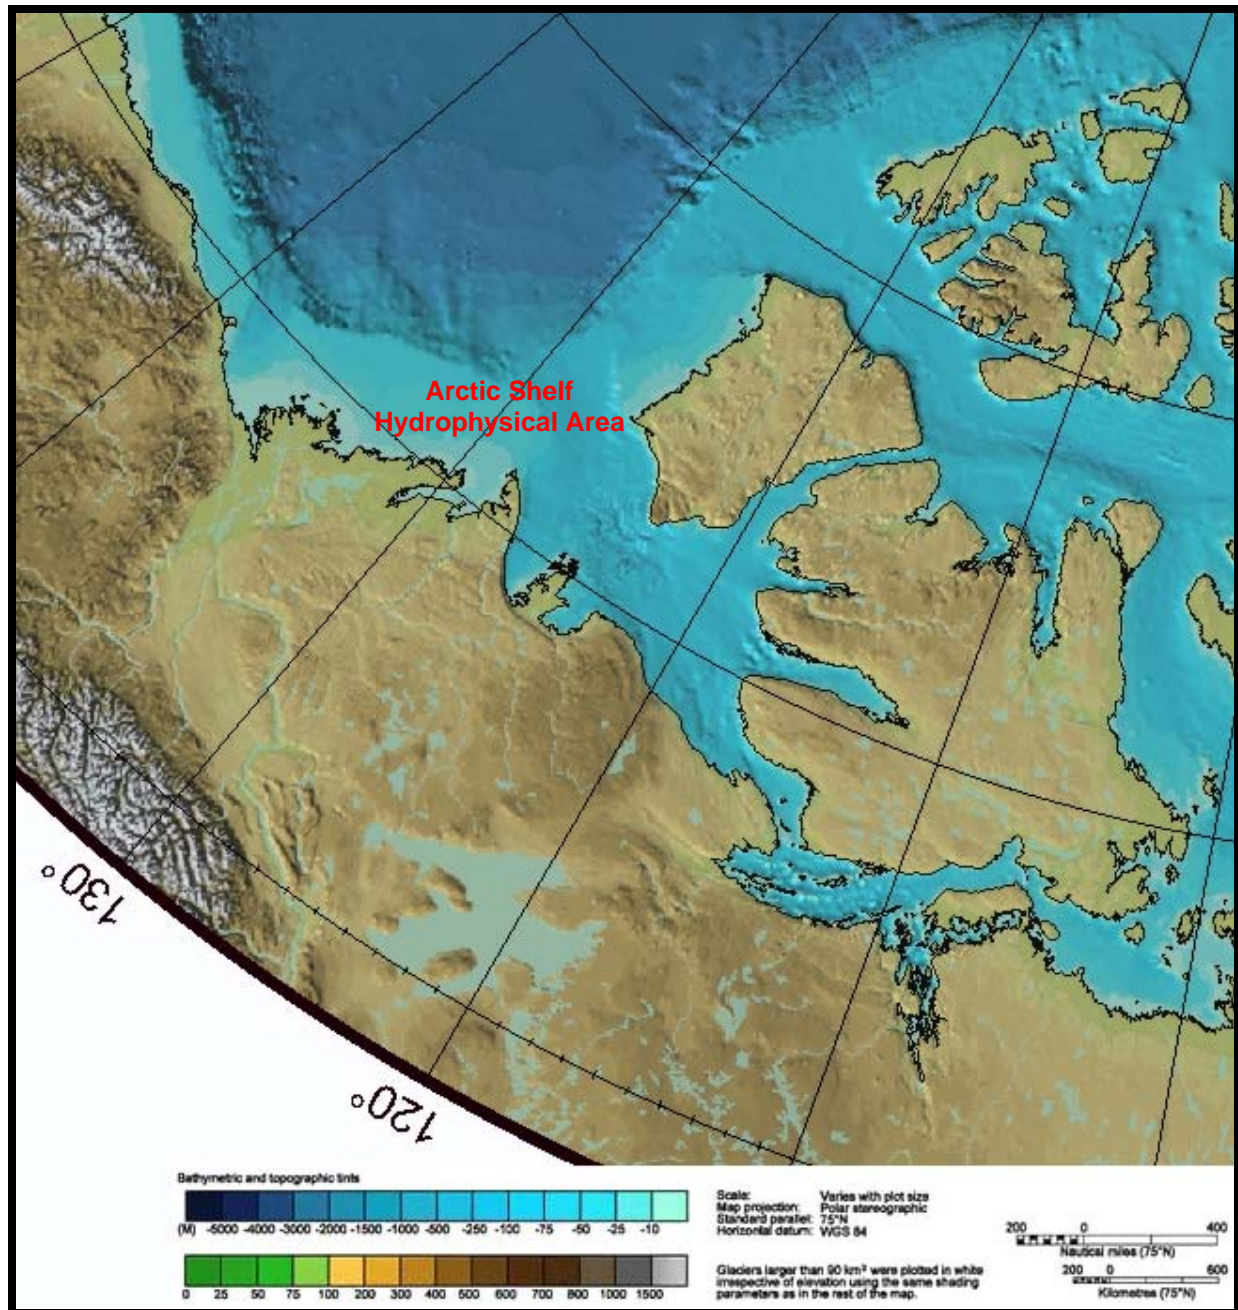 Arctic Shelf
Hydrophysical Area
130°
120°
Bathymetric and topographic tints
(M) -5000 -4000 -3000 -2000 -1500 -1000 -500 -250 -100 -75 -50 -25 -10
0 25 50 75 100 200 300 400 500 600 700 800 1000 1500
Scale: Varies with plot size
Map projection: Polar stereographic
Standard parallel: 75°N
Horizontal datum: WGS 84
Glaciers larger than 90 km² were plotted in white
irrespective of elevation using the same shading
parameters as in the rest of the map.
200 0 400
Nautical miles (75°N)
200 0 600
Kilometres (75°N)